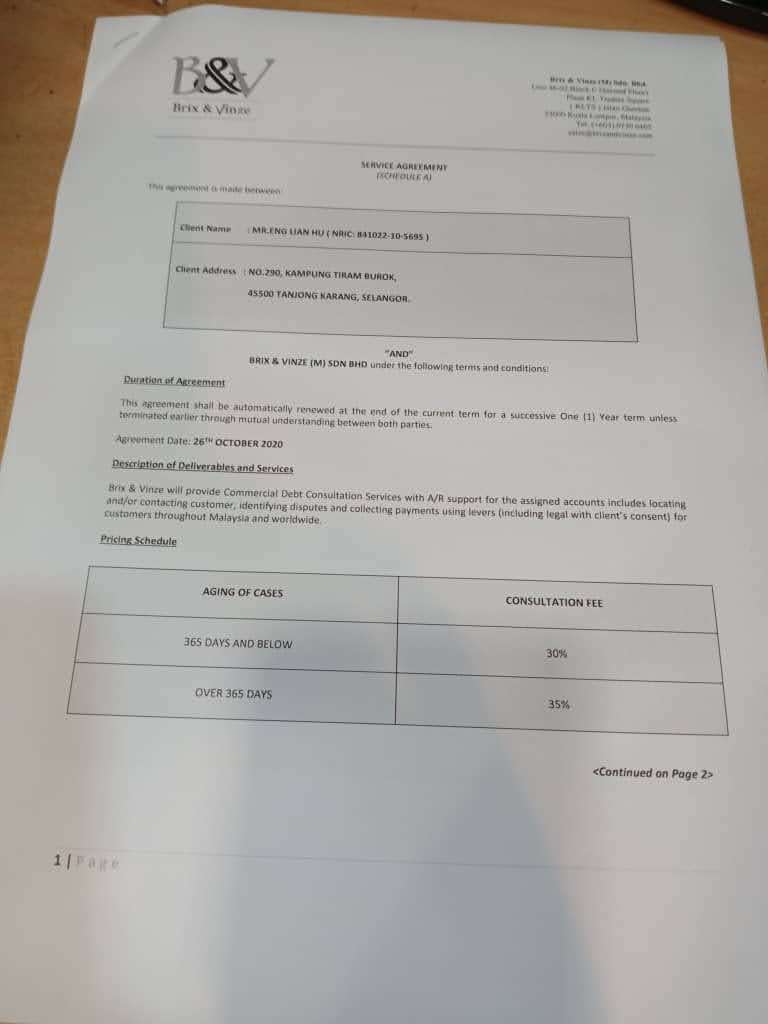 B&V
Brix & Vinze
Brix & Vinze (M) Sdn. Bhd.
Kuala Lumpur, Malaysia
SERVICE AGREEMENT
(SCHEDULE A)
This agreement is made between:
Client Name : MR.ENG LIAN HU ( NRIC: 841022-10-5695 )
Client Address : NO.290, KAMPUNG TIRAM BUROK,
45500 TANJONG KARANG, SELANGOR.
"AND"
BRIX & VINZE (M) SDN BHD under the following terms and conditions:
Duration of Agreement
This agreement shall be automatically renewed at the end of the current term for a successive One (1) Year term unless
terminated earlier through mutual understanding between both parties.
Agreement Date: 26TH OCTOBER 2020
Description of Deliverables and Services
Brix & Vinze will provide Commercial Debt Consultation Services with A/R support for the assigned accounts includes locating
and/or contacting customer, identifying disputes and collecting payments using levers (including legal with client's consent) for
customers throughout Malaysia and worldwide.
Pricing Schedule
AGING OF CASES CONSULTATION FEE
365 DAYS AND BELOW 30%
OVER 365 DAYS 35%
<Continued on Page 2>
1 | Page